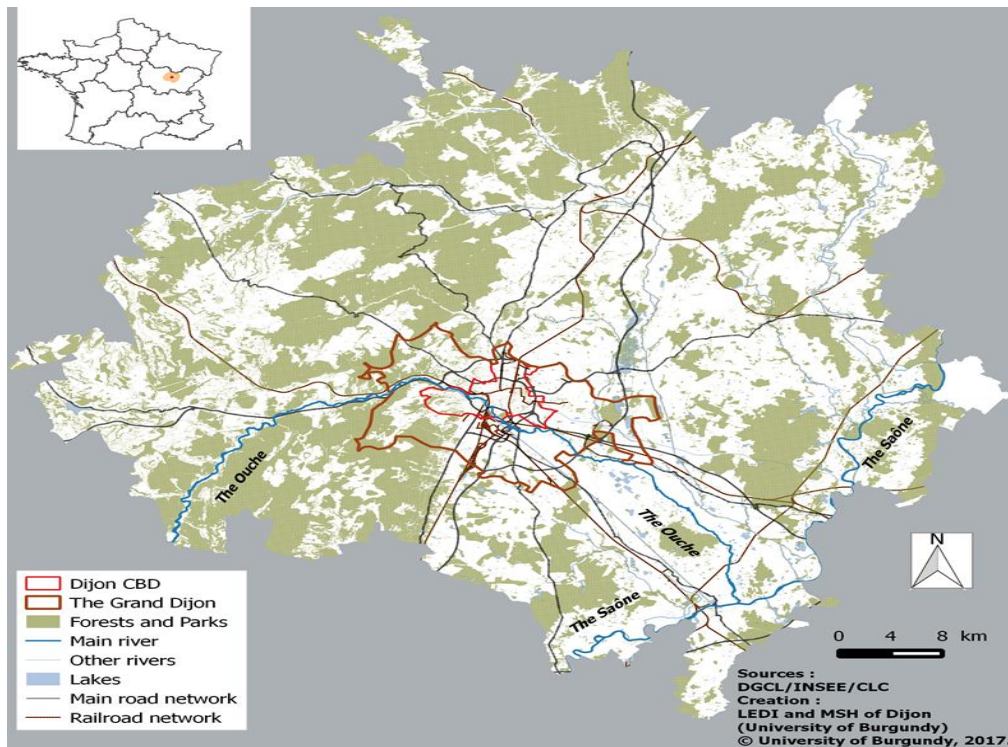 The Ouche
The Saône
The Ouche
The Saône
N
Dijon CBD
The Grand Dijon
Forests and Parks
Main river
Other rivers
Lakes
Main road network
Railroad network
0 4 8 km
Sources :
DGCL/INSEE/CLC
Creation :
LEDI and MSH of Dijon
(University of Burgundy)
© University of Burgundy, 2017